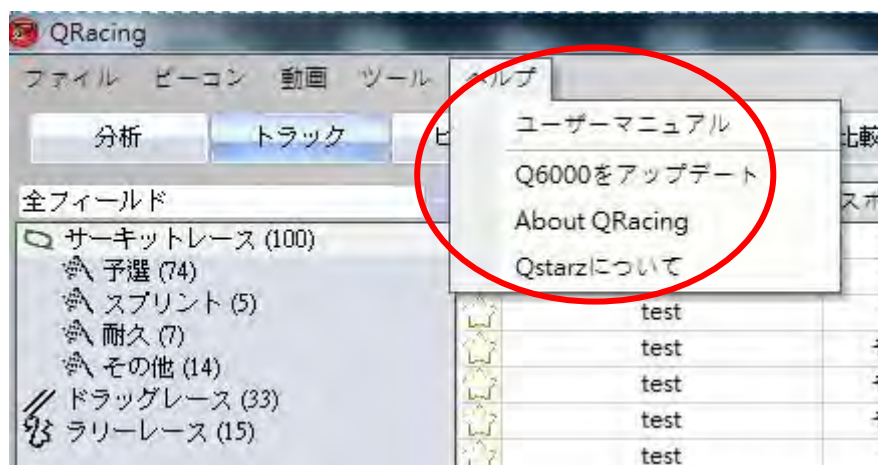 QRacing
ファイル ビーコン 動画 ツール ヘルプ
分析 トラック
ユーザーマニュアル
Q6000をアップデート
About QRacing
Qstarzについて
全フィールド
サーキットレース (100)
予選 (74)
スプリント (5)
耐久 (7)
その他 (14)
ドラッグレース (33)
ラリーレース (15)
test
test
test
test
test